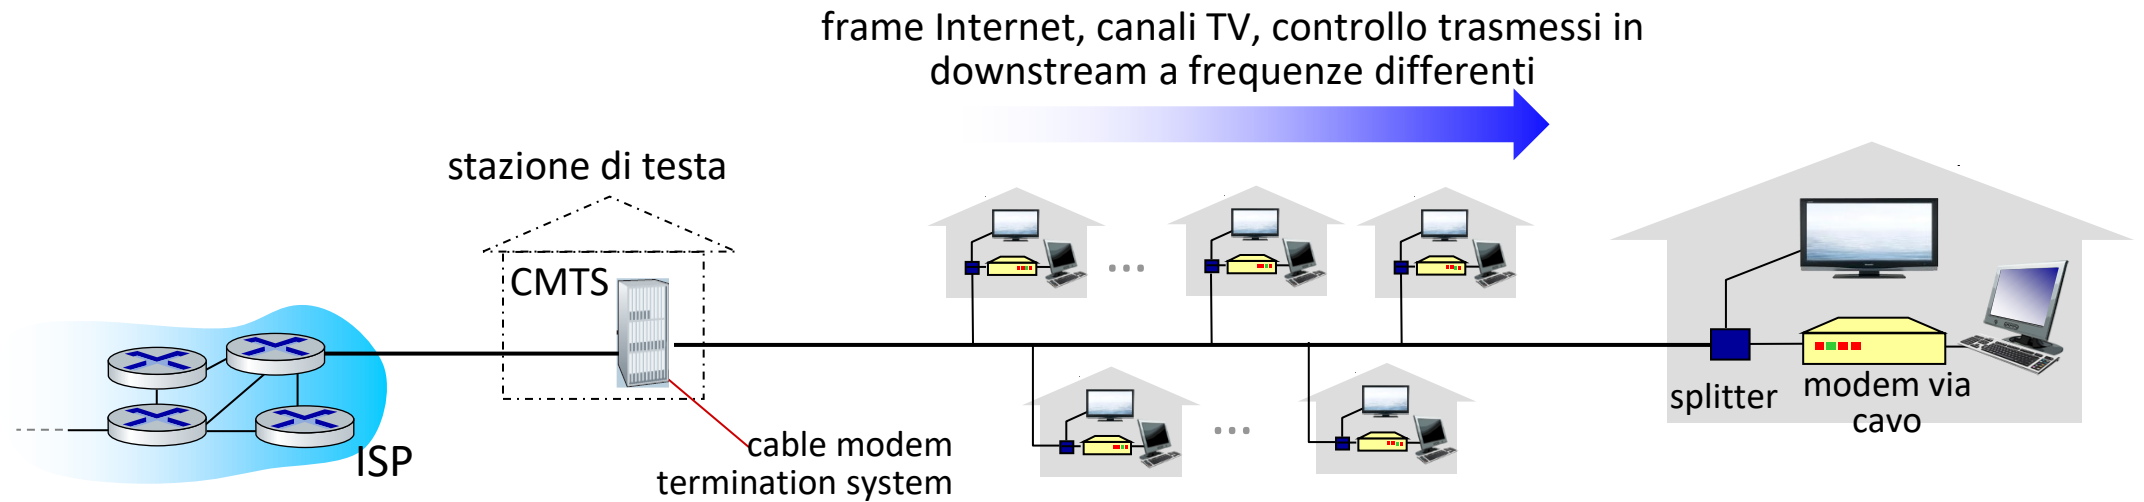 frame Internet, canali TV, controllo trasmessi in
downstream a frequenze differenti
stazione di testa
CMTS
ISP
cable modem
termination system
splitter
modem via
cavo